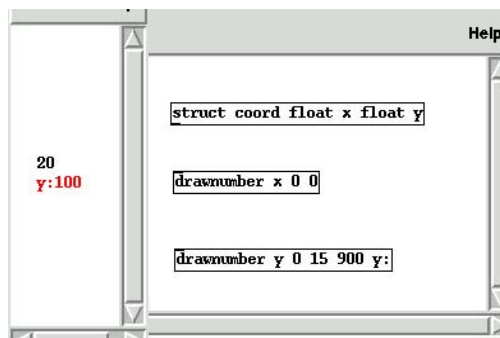 Help
struct coord float x float y
20
y:100
drawnumber x 0 0
drawnumber y 0 15 900 y: